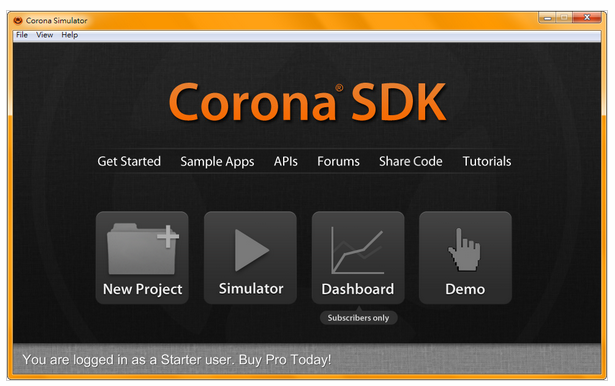 Corona Simulator
File View Help
Corona® SDK
Get Started Sample Apps APIs Forums Share Code Tutorials
New Project Simulator Dashboard Demo
Subscribers only
You are logged in as a Starter user. Buy Pro Today!